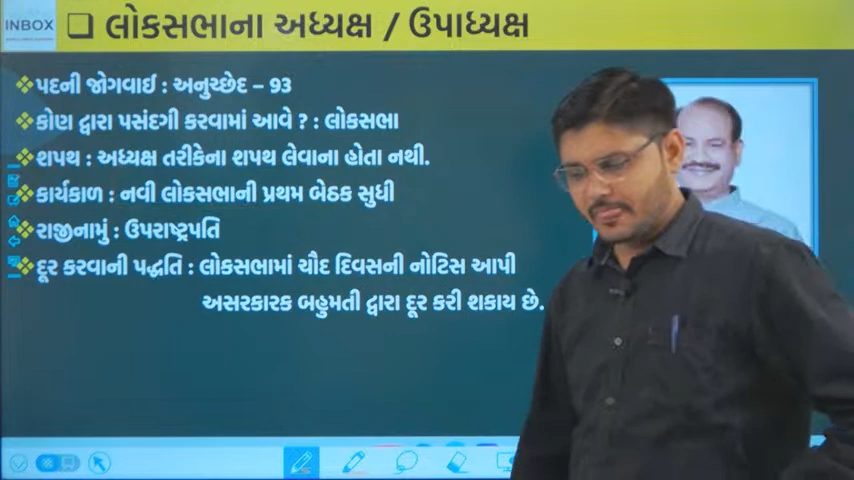 INBOX
❑ લોકસભાના અધ્યક્ષ / ઉપાધ્યક્ષ
❖પદની જોગવાઈ : અનુચ્છેદ – 93
❖કોણ દ્વારા પસંદગી કરવામાં આવે ? : લોકસભા
❖શપથ : અધ્યક્ષ તરીકેના શપથ લેવાના હોતા નથી.
❖કાર્યકાળ : નવી લોકસભાની પ્રથમ બેઠક સુધી
❖રાજીનામું : ઉપરાષ્ટ્રપતિ
❖દૂર કરવાની પદ્ધતિ : લોકસભામાં ચૌદ દિવસની નોટિસ આપી
અસરકારક બહુમતી દ્વારા દૂર કરી શકાય છે.